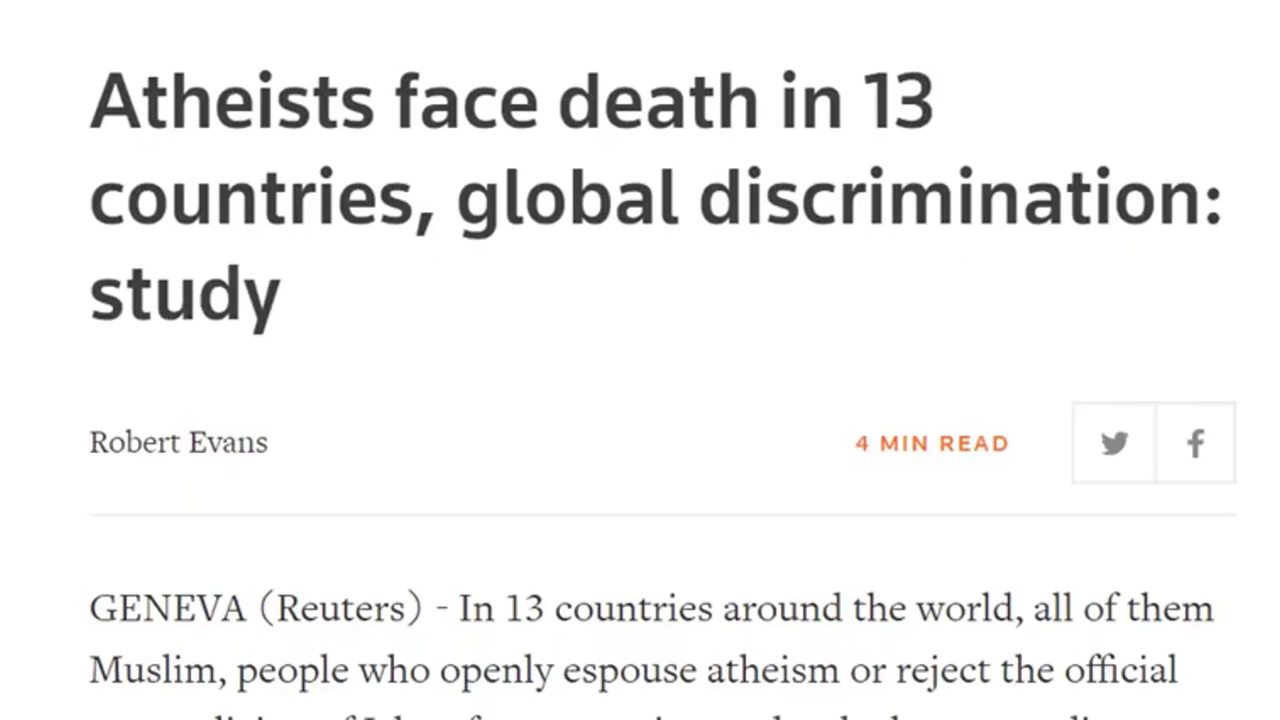 Atheists face death in 13
countries, global discrimination:
study
Robert Evans
4 MIN READ
GENEVA (Reuters) - In 13 countries around the world, all of them
Muslim, people who openly espouse atheism or reject the official